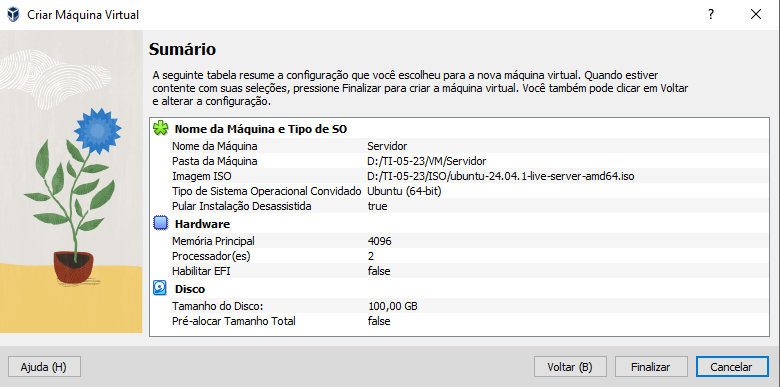 Criar Máquina Virtual
?
Sumário
A seguinte tabela resume a configuração que você escolheu para a nova máquina virtual. Quando estiver
contente com suas seleções, pressione Finalizar para criar a máquina virtual. Você também pode clicar em Voltar
e alterar a configuração.
Nome da Máquina e Tipo de SO
Nome da Máquina Servidor
Pasta da Máquina D:/TI-05-23/VM/Servidor
Imagem ISO D:/TI-05-23/ISO/ubuntu-24.04.1-live-server-amd64.iso
Tipo de Sistema Operacional Convidado Ubuntu (64-bit)
Pular Instalação Desassistida true
Hardware
Memória Principal 4096
Processador(es) 2
Habilitar EFI false
Disco
Tamanho do Disco: 100,00 GB
Pré-alocar Tamanho Total false
Ajuda (H) Voltar (B) Finalizar Cancelar